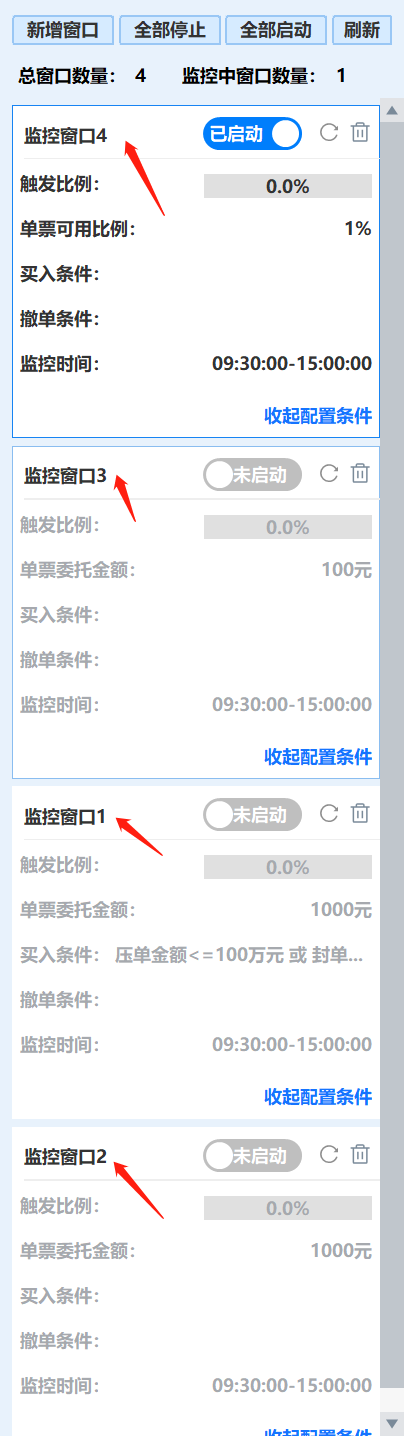 新增窗口 全部停止 全部启动 刷新
总窗口数量： 4 监控中窗口数量： 1
监控窗口4 已启动
触发比例： 0.0%
单票可用比例： 1%
买入条件：
撤单条件：
监控时间： 09:30:00-15:00:00
收起配置条件
监控窗口3 未启动
触发比例： 0.0%
单票委托金额： 100元
买入条件：
撤单条件：
监控时间： 09:30:00-15:00:00
收起配置条件
监控窗口1 未启动
触发比例： 0.0%
单票委托金额： 1000元
买入条件： 压单金额<=100万元 或 封单...
撤单条件：
监控时间： 09:30:00-15:00:00
收起配置条件
监控窗口2 未启动
触发比例： 0.0%
单票委托金额： 1000元
买入条件：
撤单条件：
监控时间： 09:30:00-15:00:00
收起配置条件